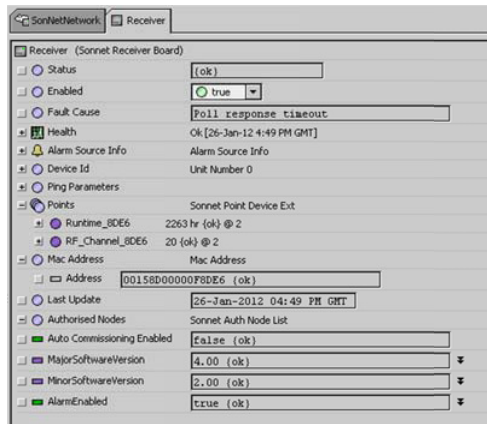 SonNetNetwork Receiver
Receiver (Sonnet Receiver Board)
Status {ok}
Enabled true
Fault Cause Poll response timeout
Health Ok [26-Jan-12 4:49 PM GMT]
Alarm Source Info Alarm Source Info
Device Id Unit Number 0
Ping Parameters
Points Sonnet Point Device Ext
Runtime_8DE6 2263 hr {ok} @ 2
RF_Channel_8DE6 20 {ok} @ 2
Mac Address Mac Address
Address 00158D00000F8DE6 {ok}
Last Update 26-Jan-2012 04:49 PM GMT
Authorised Nodes Sonnet Auth Node List
Auto Commissioning Enabled false {ok}
MajorSoftwareVersion 4.00 {ok}
MinorSoftwareVersion 2.00 {ok}
AlarmEnabled true {ok}